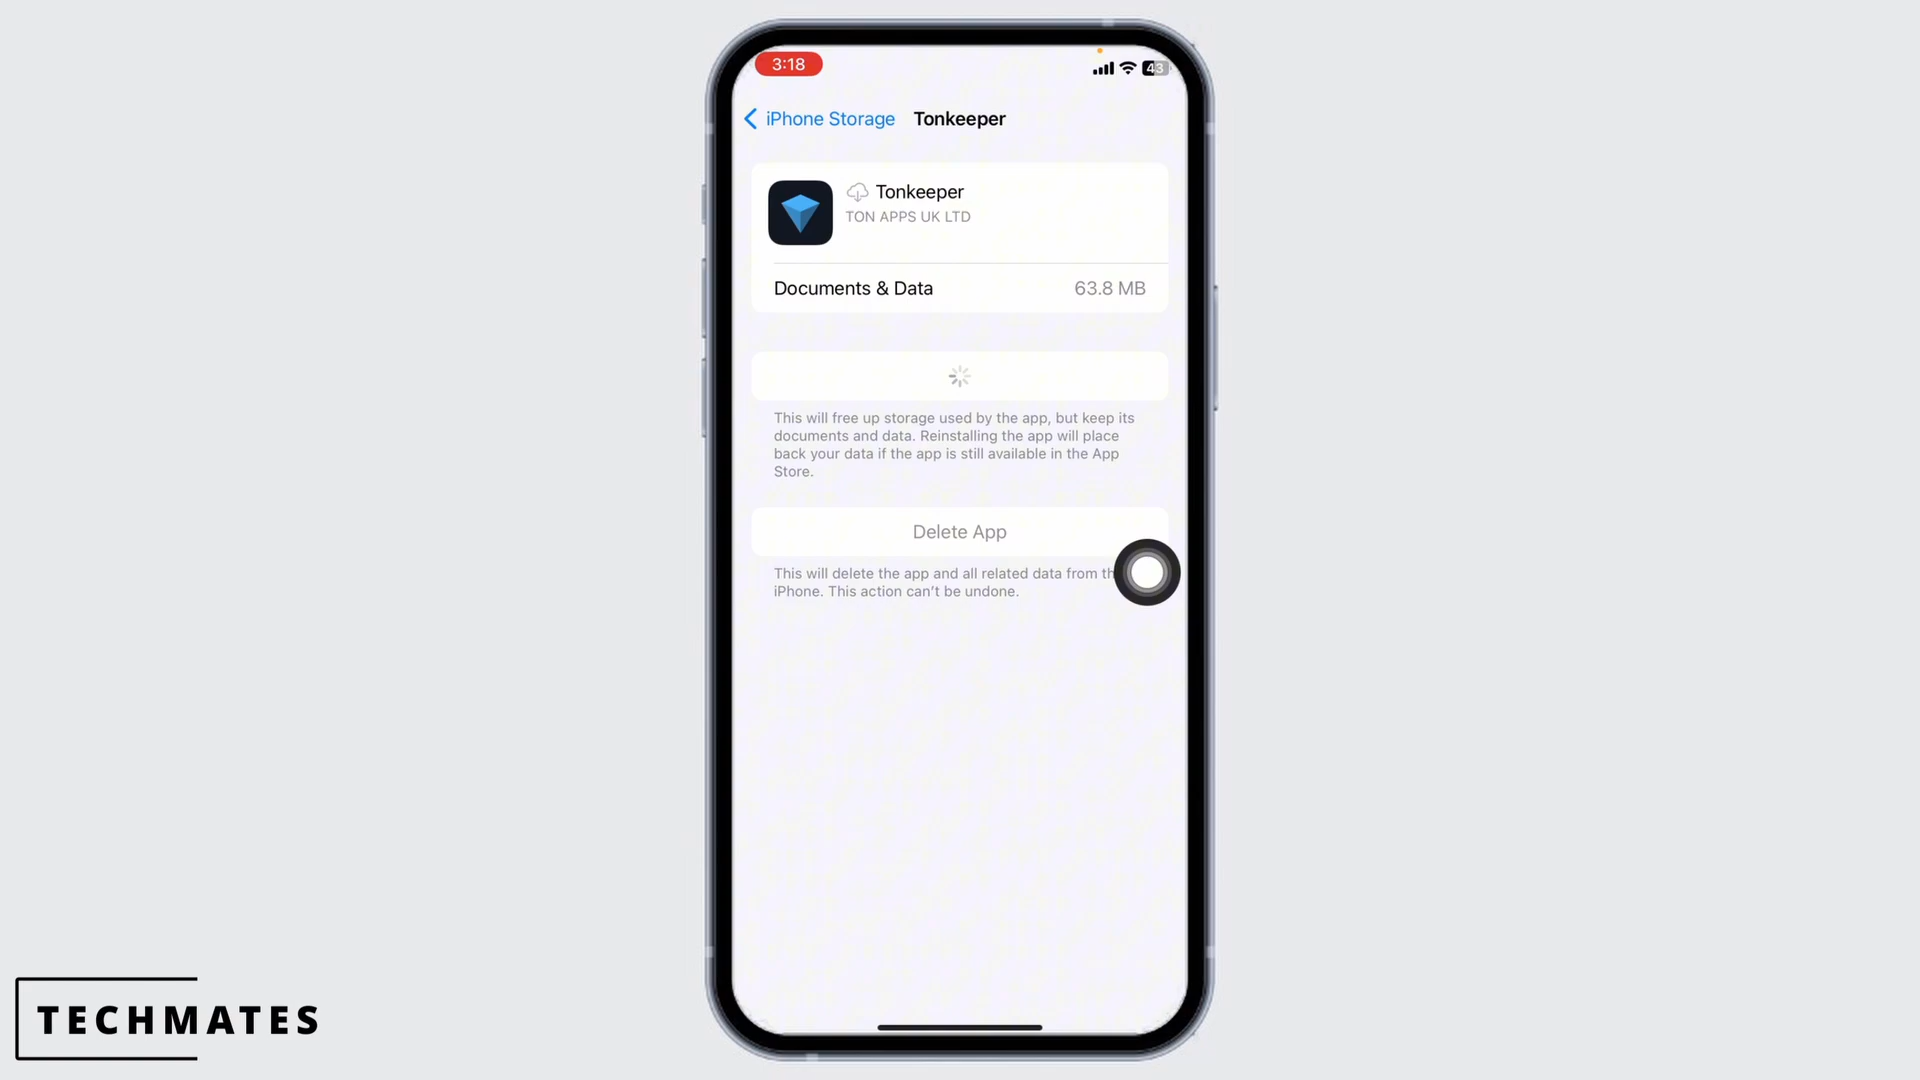 3:18
43
iPhone Storage Tonkeeper
Tonkeeper
TON APPS UK LTD
Documents & Data 63.8 MB
This will free up storage used by the app, but keep its
documents and data. Reinstalling the app will place
back your data if the app is still available in the App
Store.
Delete App
This will delete the app and all related data from
iPhone. This action can’t be undone.
TECHMATES